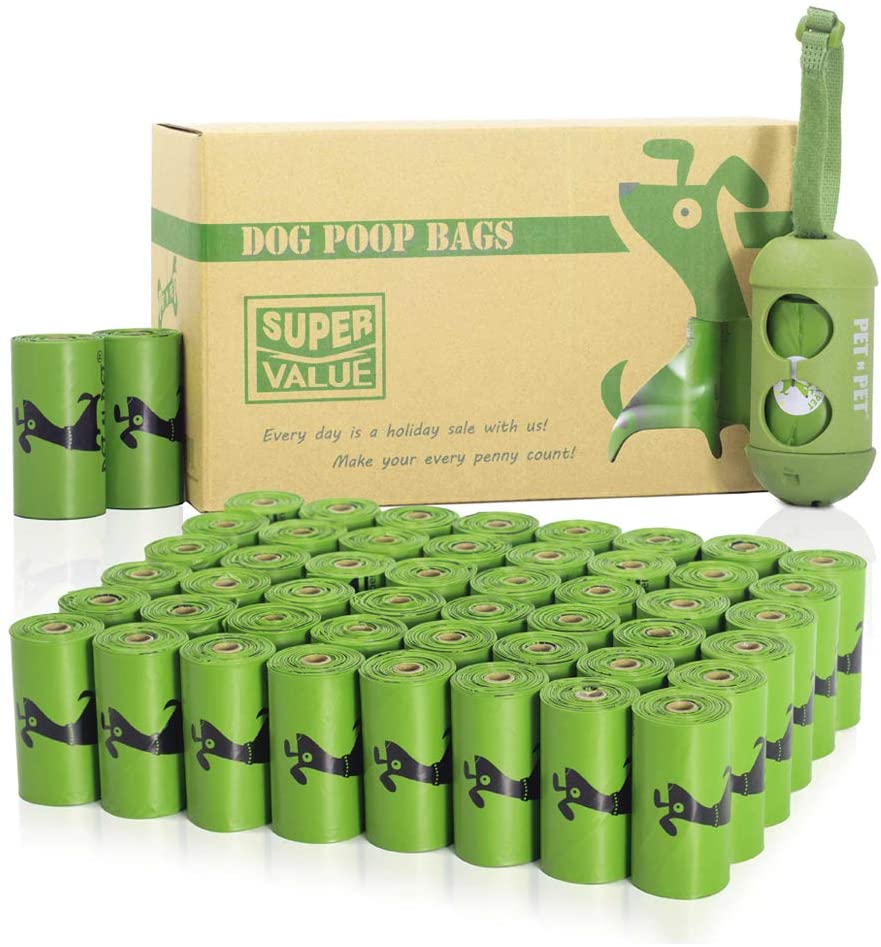 DOG POOP BAGS
SUPER
VALUE
Every day is a holiday sale with us!
Make your every penny count!
PET N PET